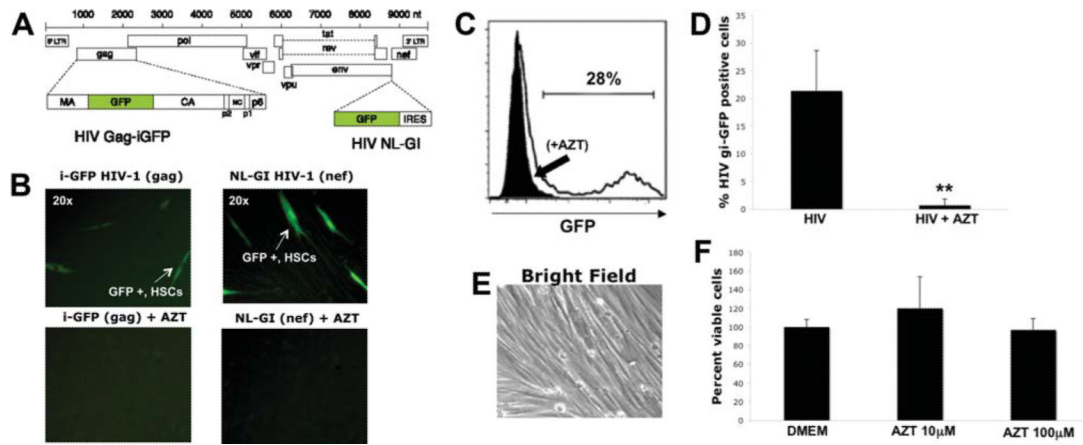 A
1000 2000 3000 4000 5000 6000 7000 8000 9000 nt
5' LTR
gag
pol
vif
vpr
vpu
tat
rev
env
nef
3' LTR
MA GFP CA p2 NC p1 p6
HIV Gag-iGFP
GFP IRES
HIV NL-GI
B
i-GFP HIV-1 (gag)
20x
GFP +, HSCs
NL-GI HIV-1 (nef)
20x
GFP +, HSCs
i-GFP (gag) + AZT
NL-GI (nef) + AZT
C
28%
(+AZT)
GFP
D
% HIV gi-GFP positive cells
35
30
25
20
15
10
5
0
**
HIV HIV + AZT
E
Bright Field
F
Percent viable cells
180
160
140
120
100
80
60
40
20
0
DMEM AZT 10µM AZT 100µM